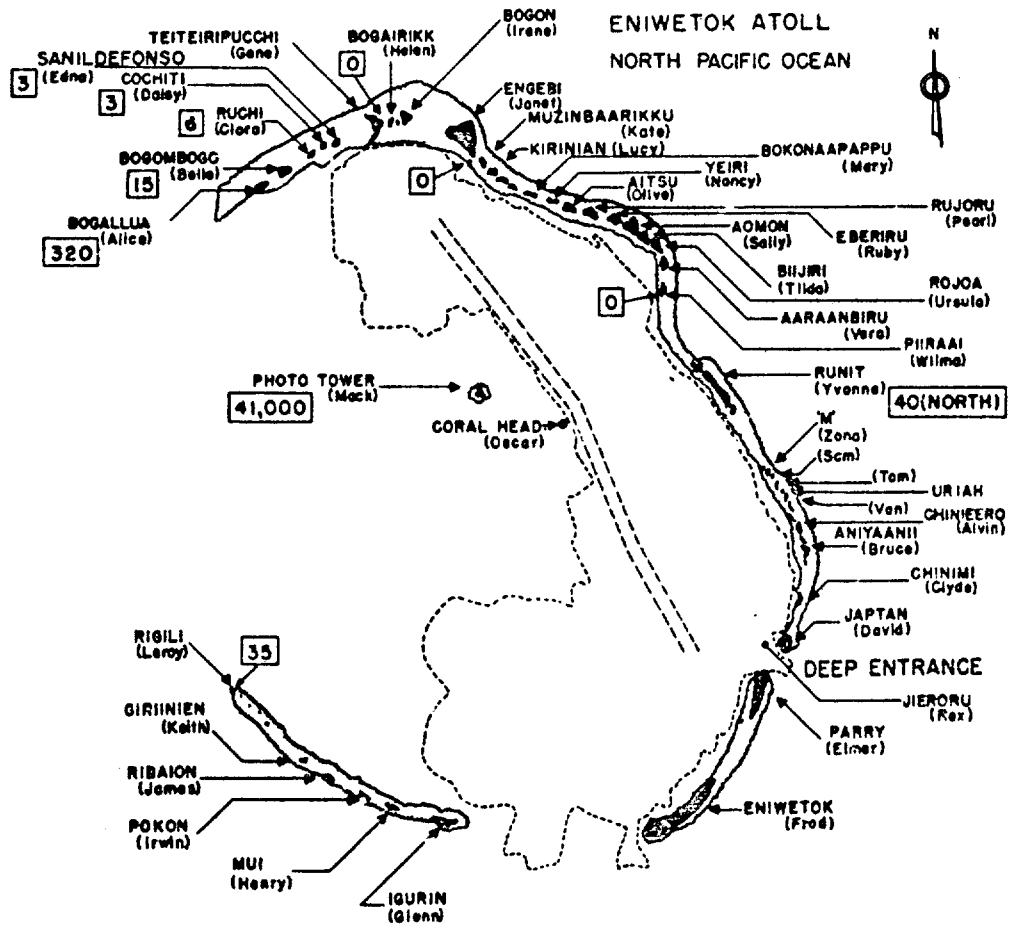 ENIWETOK ATOLL
NORTH PACIFIC OCEAN
N
BOGON
(Irene)
BOGAIRIKK
(Helen)
0
TEITEIRIPUCCHI
(Gene)
SANILDEFONSO
(Edna)
3
COCHITI
(Daisy)
3
RUCHI
(Clara)
6
BOGOMBOGO
(Belle)
15
BOGALLUA
(Alice)
320
ENGEBI
(Janet)
MUZINBAARIKKU
(Kate)
KIRINIAN (Lucy)
0
BOKONAAPAPPU
(Mary)
YEIRI
(Nancy)
AITSU
(Olive)
RUJORU
(Pearl)
EBERIRU
(Ruby)
AOMON
(Sally)
BIIJIRI
(Tilda)
ROJOA
(Ursula)
0
AARAANBIRU
(Vera)
PIIRAAI
(Wilma)
RUNIT
(Yvonne)
40(NORTH)
PHOTO TOWER
(Mack)
41,000
CORAL HEAD
(Oscar)
'M'
(Zona)
(Sam)
(Tom)
URIAH
(Van)
CHINIEERO
(Alvin)
ANIYAANII
(Bruce)
CHINIMI
(Clyde)
JAPTAN
(David)
DEEP ENTRANCE
JIERORU
(Rex)
PARRY
(Elmer)
ENIWETOK
(Fred)
RIGILI
(Leroy)
35
GIRIINIEN
(Keith)
RIBAION
(James)
POKON
(Irwin)
MUI
(Henry)
IGURIN
(Glenn)